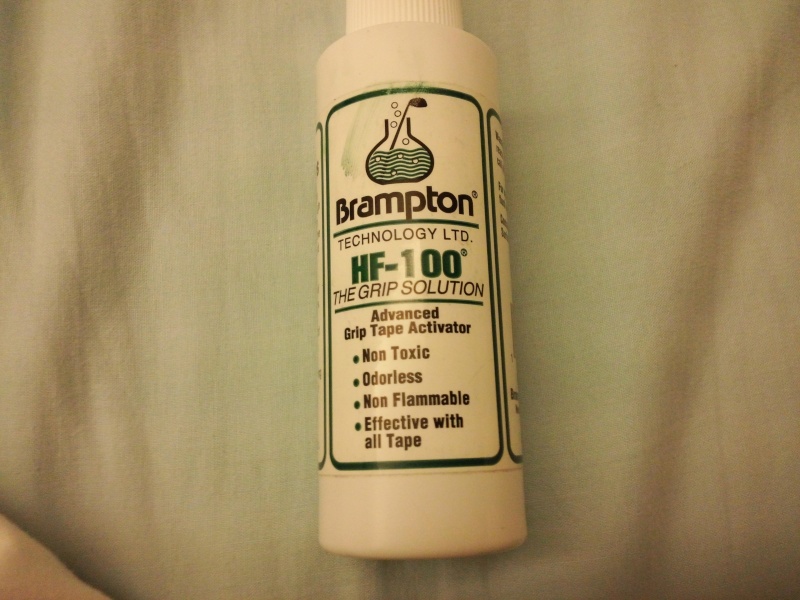 Brampton®
TECHNOLOGY LTD.
HF-100®
THE GRIP SOLUTION
Advanced
Grip Tape Activator
• Non Toxic
• Odorless
• Non Flammable
• Effective with
all Tape